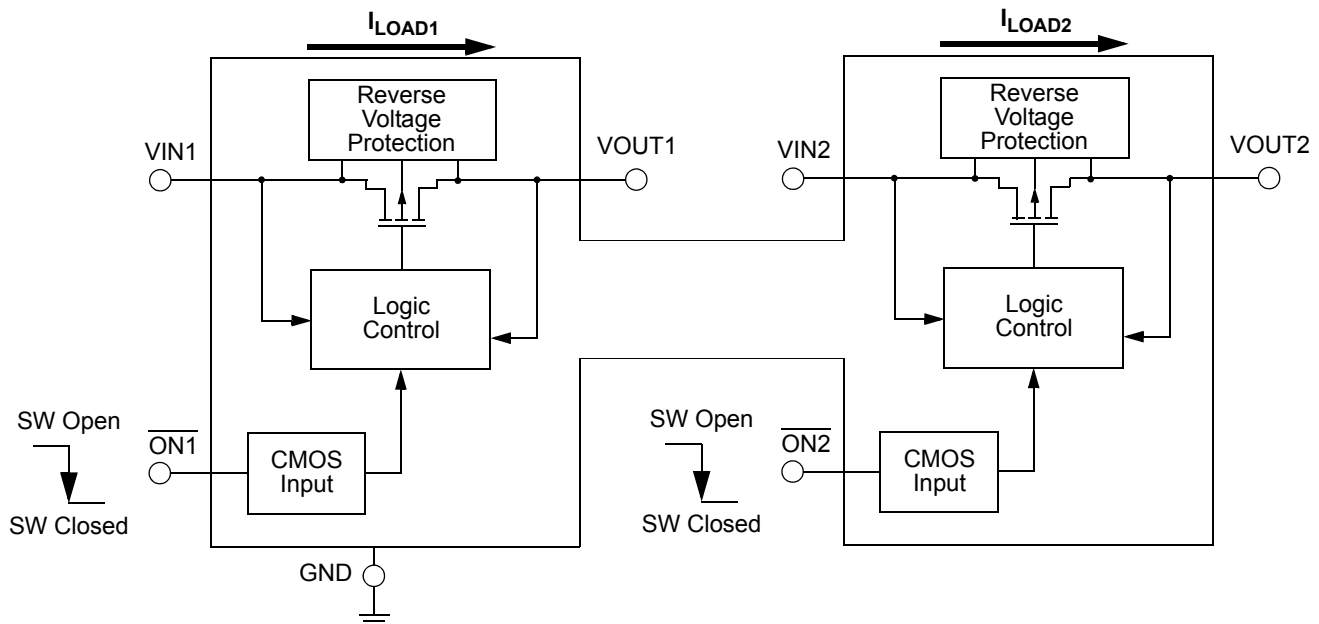 ILOAD1
Reverse
Voltage
Protection
VIN1
VOUT1
Logic
Control
SW Open
SW Closed
ON1
CMOS
Input
GND
ILOAD2
Reverse
Voltage
Protection
VIN2
VOUT2
Logic
Control
SW Open
SW Closed
ON2
CMOS
Input